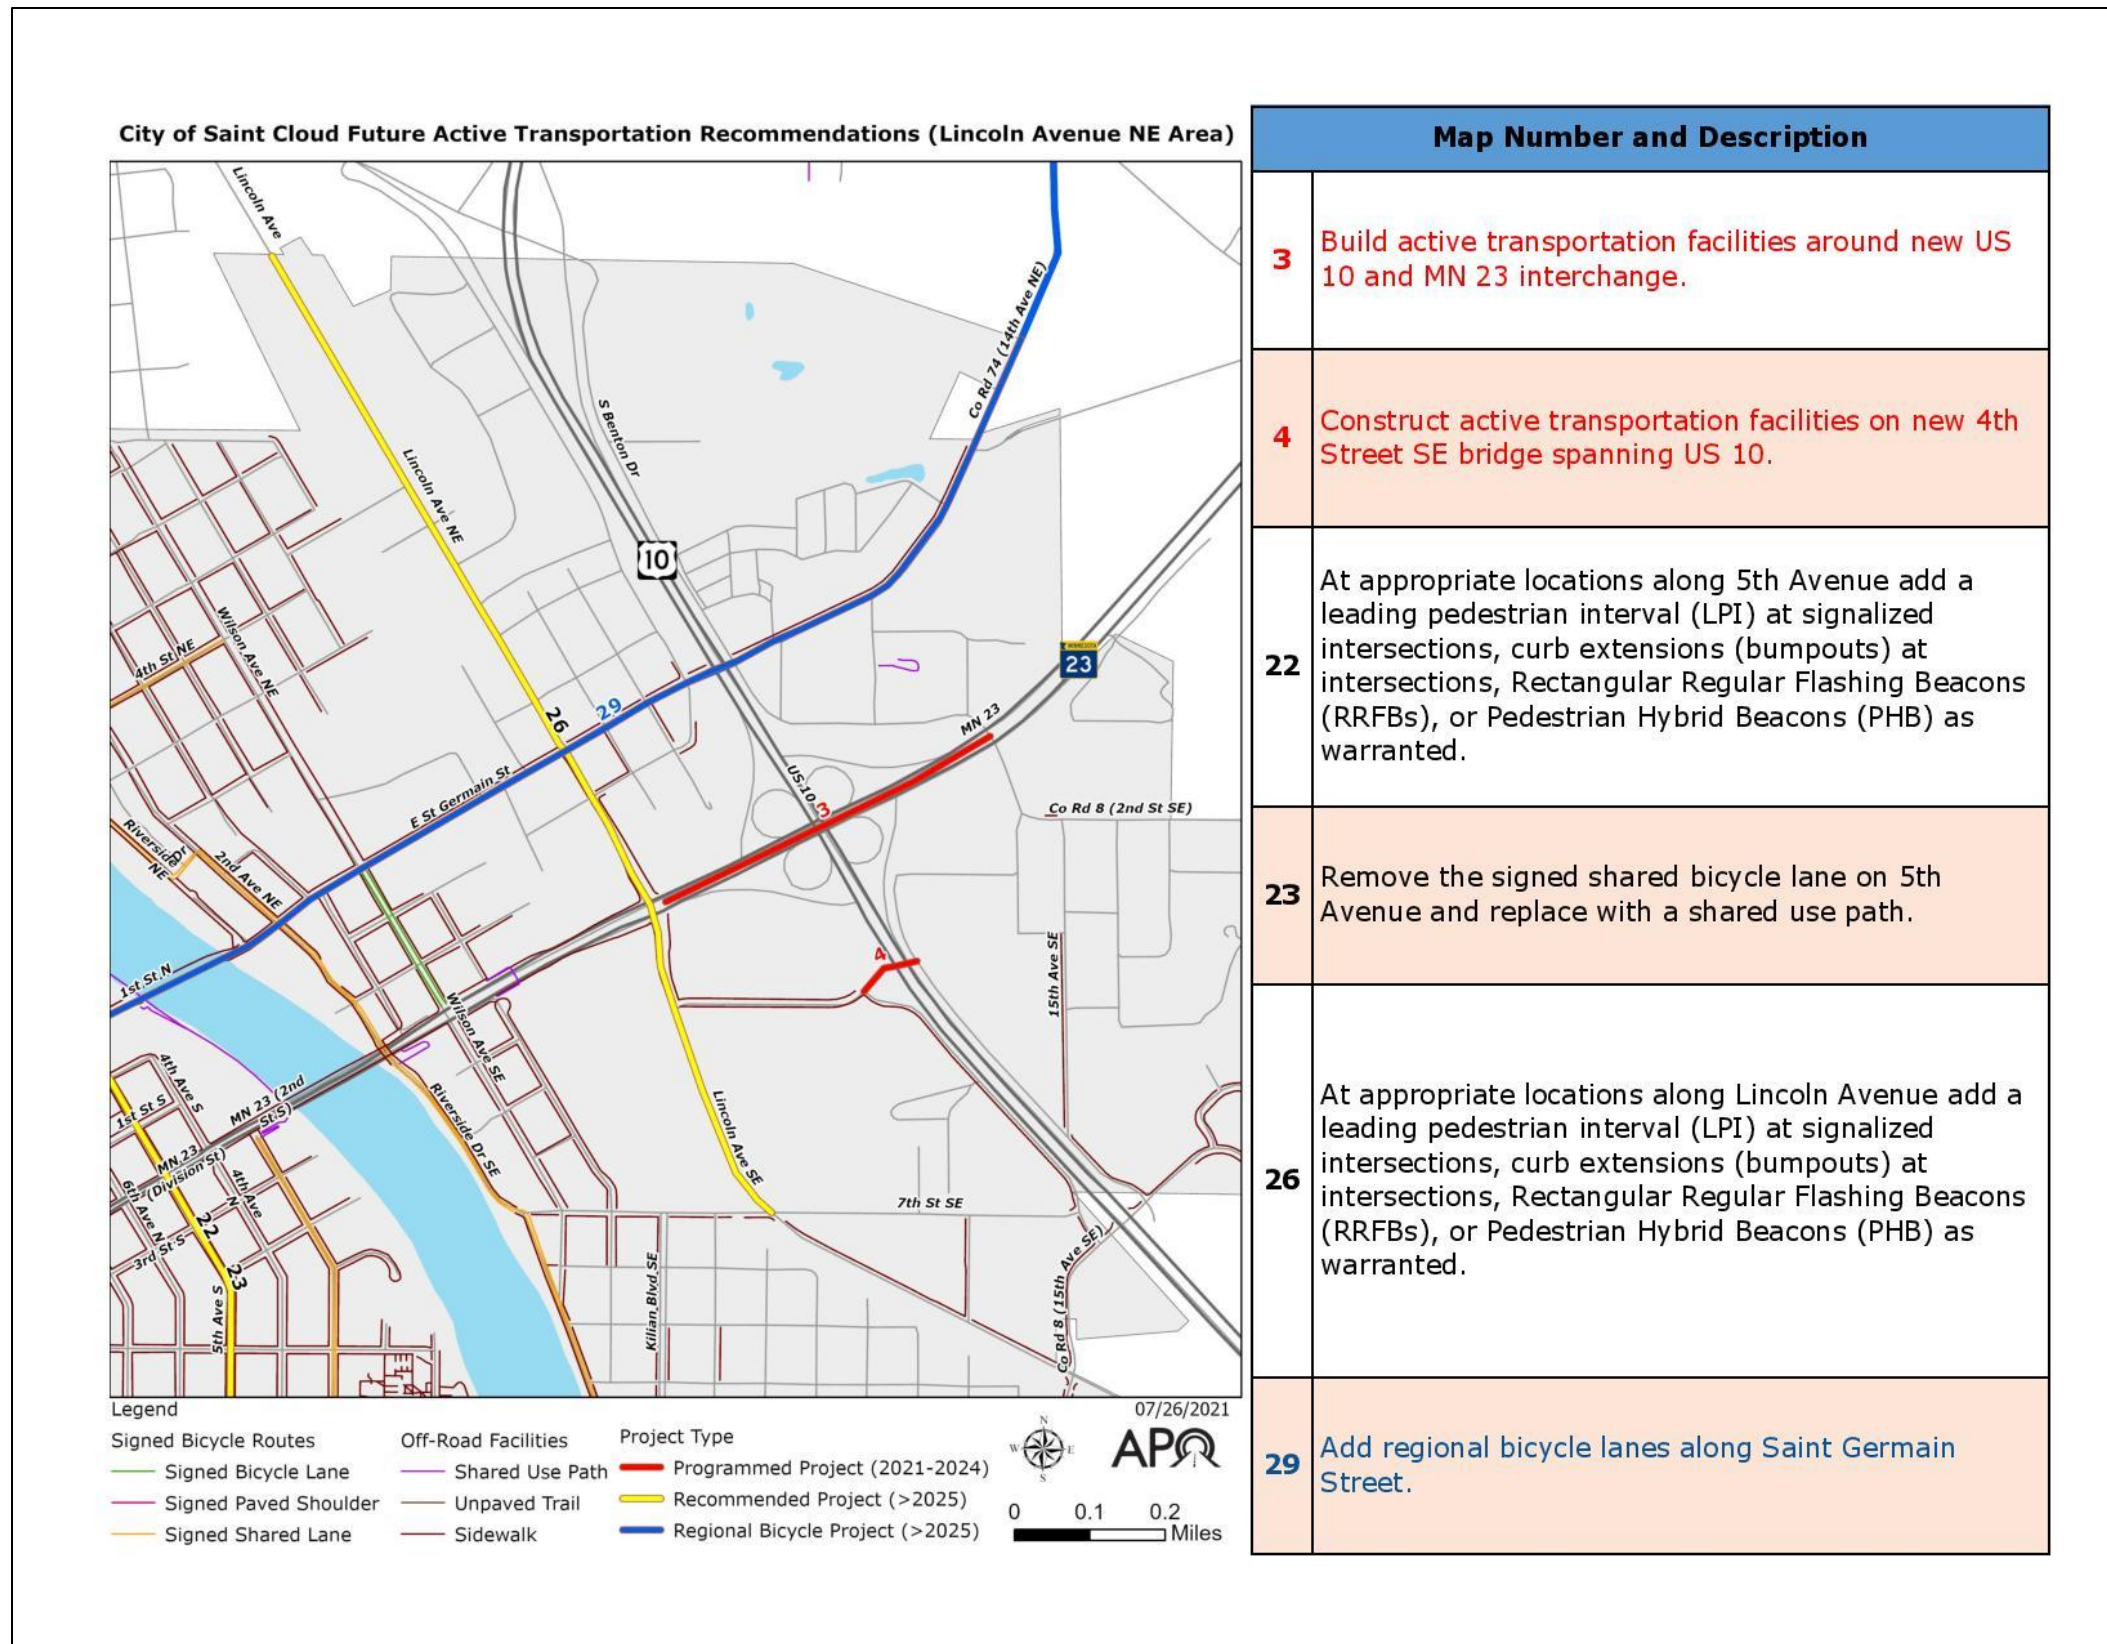 City of Saint Cloud Future Active Transportation Recommendations (Lincoln Avenue NE Area)
Lincoln Ave
Co Rd 74 (14th Ave NE)
S Benton Dr
Lincoln Ave NE
10
Wilson Ave NE
4th St NE
23
MN 23
26
29
US 10
3
E St Germain St
Co Rd 8 (2nd St SE)
Riverside Dr
NE
2nd Ave NE
4
15th Ave SE
1st St N
Wilson Ave SE
4th Ave S
MN 23 (2nd
St S)
1st St S
Riverside Dr SE
Lincoln Ave SE
MN 23
(Division St)
4th Ave
N
6th Ave N
7th St SE
22
3rd St S
23
5th Ave S
Kilian Blvd SE
Co Rd 8 (15th Ave SE)
Legend
07/26/2021
Signed Bicycle Routes
Signed Bicycle Lane
Signed Paved Shoulder
Signed Shared Lane
Off-Road Facilities
Shared Use Path
Unpaved Trail
Sidewalk
Project Type
Programmed Project (2021-2024)
Recommended Project (>2025)
Regional Bicycle Project (>2025)
N
W E
S
APO
0 0.1 0.2
Miles
Map Number and Description
3
Build active transportation facilities around new US
10 and MN 23 interchange.
4
Construct active transportation facilities on new 4th
Street SE bridge spanning US 10.
22
At appropriate locations along 5th Avenue add a
leading pedestrian interval (LPI) at signalized
intersections, curb extensions (bumpouts) at
intersections, Rectangular Regular Flashing Beacons
(RRFBs), or Pedestrian Hybrid Beacons (PHB) as
warranted.
23
Remove the signed shared bicycle lane on 5th
Avenue and replace with a shared use path.
26
At appropriate locations along Lincoln Avenue add a
leading pedestrian interval (LPI) at signalized
intersections, curb extensions (bumpouts) at
intersections, Rectangular Regular Flashing Beacons
(RRFBs), or Pedestrian Hybrid Beacons (PHB) as
warranted.
29
Add regional bicycle lanes along Saint Germain
Street.